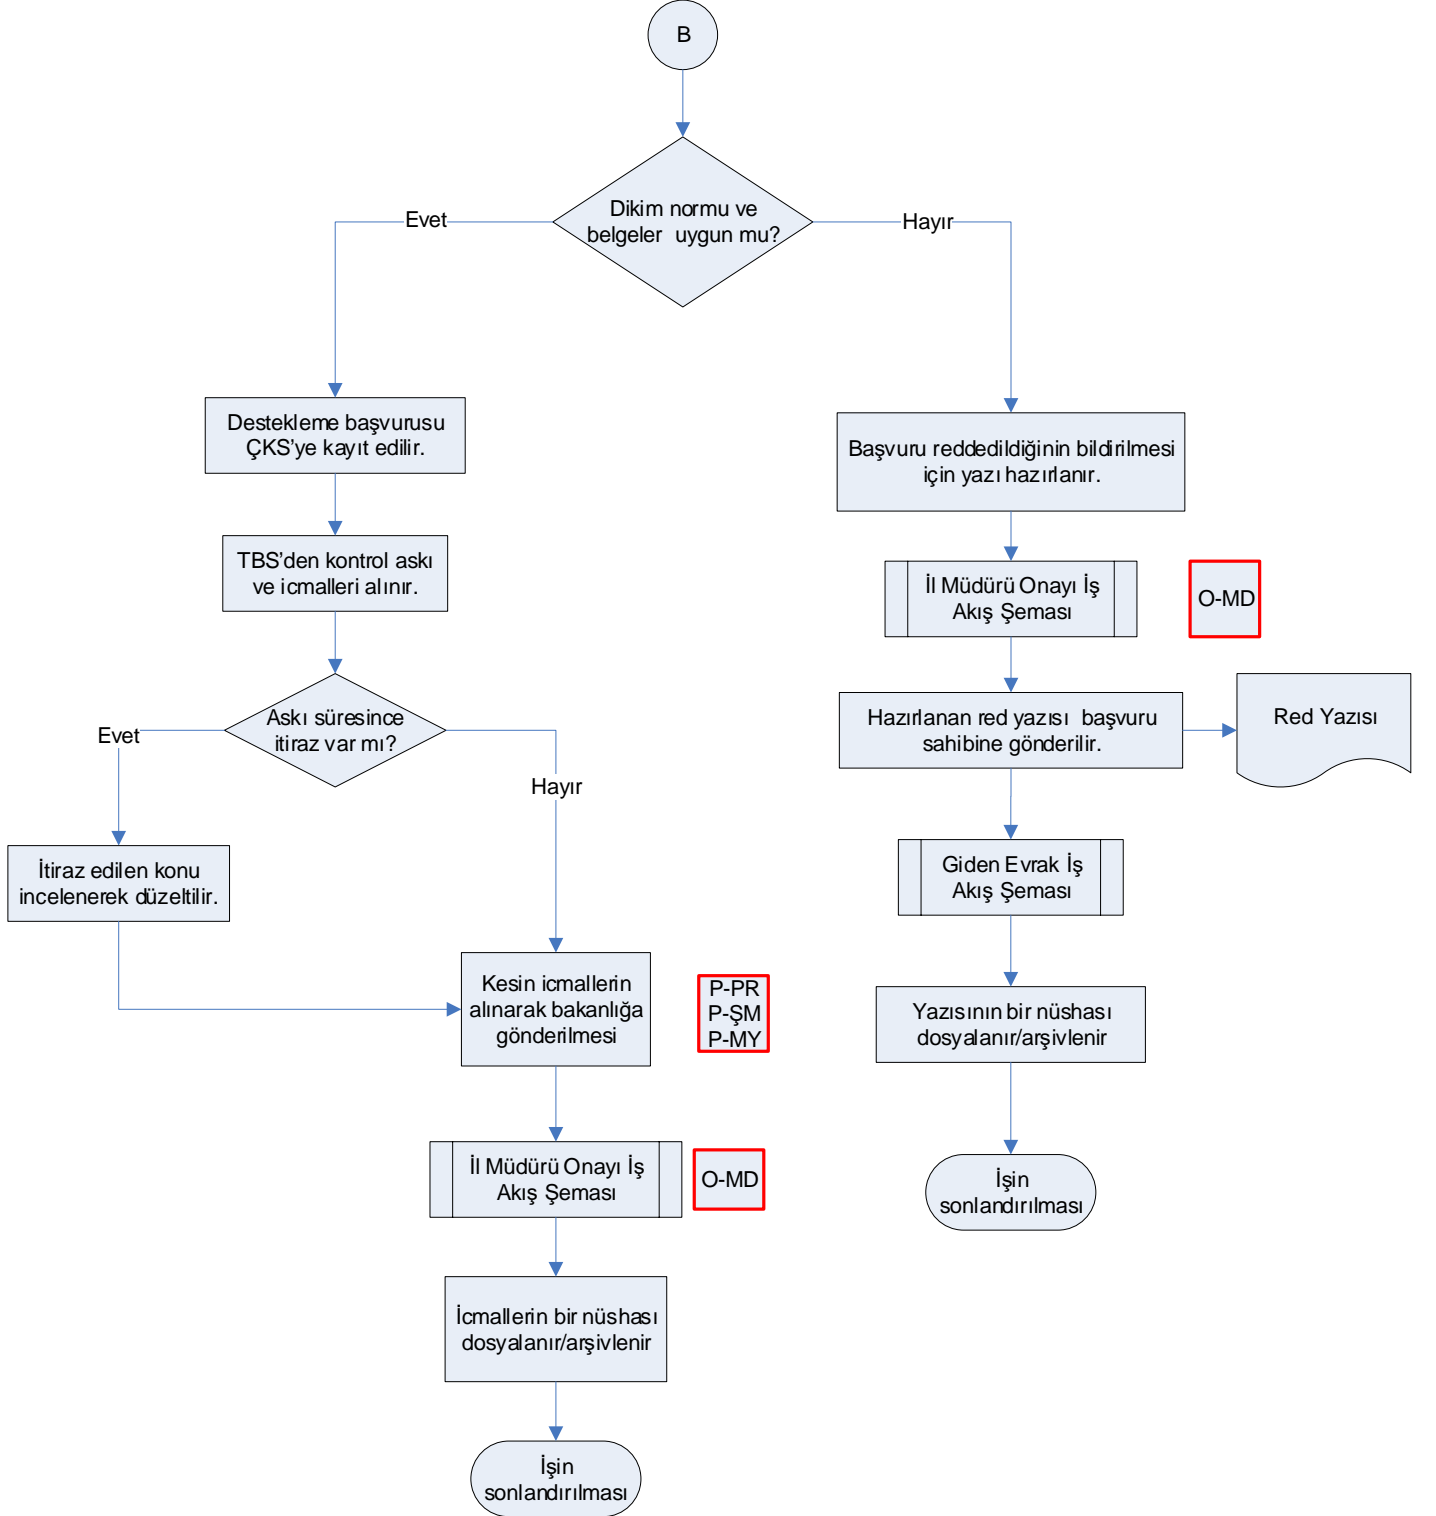 B
Dikim normu ve
belgeler uygun mu?
Evet
Hayır
Destekleme başvurusu
ÇKS'ye kayıt edilir.
TBS'den kontrol askı
ve icmalleri alınır.
Askı süresince
itiraz var mı?
Evet
Hayır
İtiraz edilen konu
incelenerek düzeltilir.
Kesin icmallerin
alınarak bakanlığa
gönderilmesi
P-PR
P-ŞM
P-MY
İl Müdürü Onayı İş
Akış Şeması
O-MD
İcmallerin bir nüshası
dosyalanır/arşivlenir
İşin
sonlandırılması
Başvuru reddedildiğinin bildirilmesi
için yazı hazırlanır.
İl Müdürü Onayı İş
Akış Şeması
O-MD
Hazırlanan red yazısı başvuru
sahibine gönderilir.
Red Yazısı
Giden Evrak İş
Akış Şeması
Yazısının bir nüshası
dosyalanır/arşivlenir
İşin
sonlandırılması